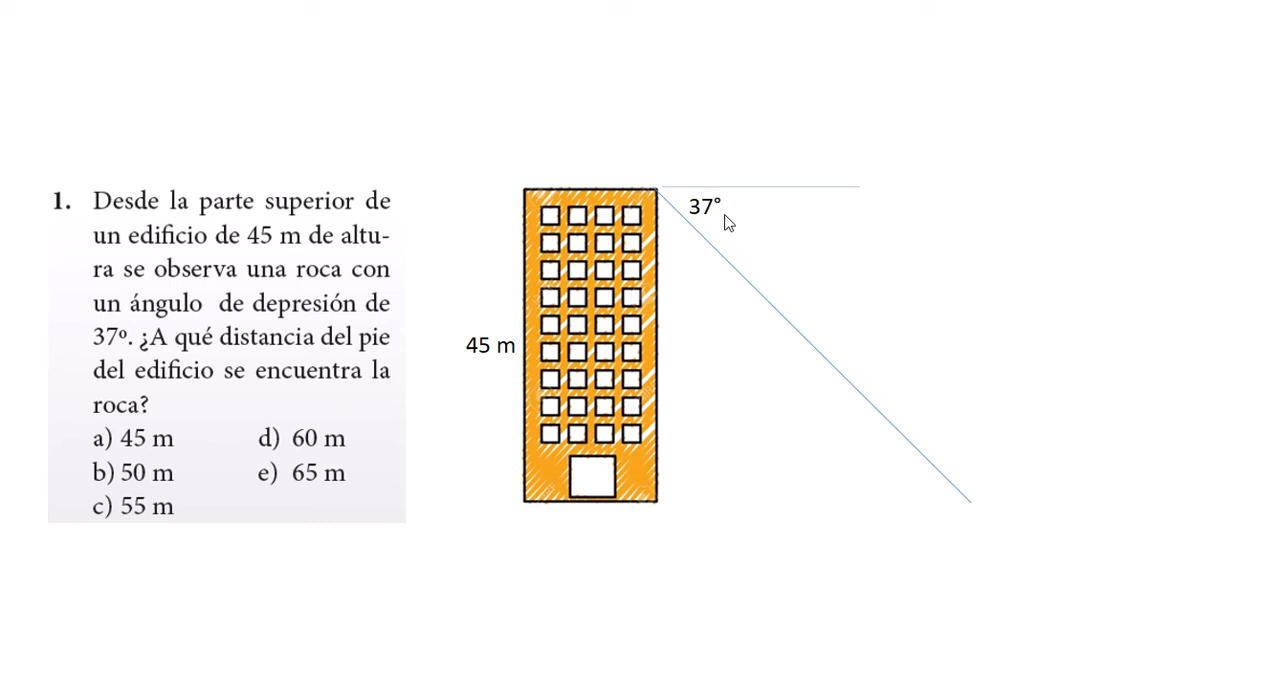 1. Desde la parte superior de
un edificio de 45 m de altu-
ra se observa una roca con
un ángulo de depresión de
37º. ¿A qué distancia del pie
del edificio se encuentra la
roca?
a) 45 m d) 60 m
b) 50 m e) 65 m
c) 55 m
45 m
37°